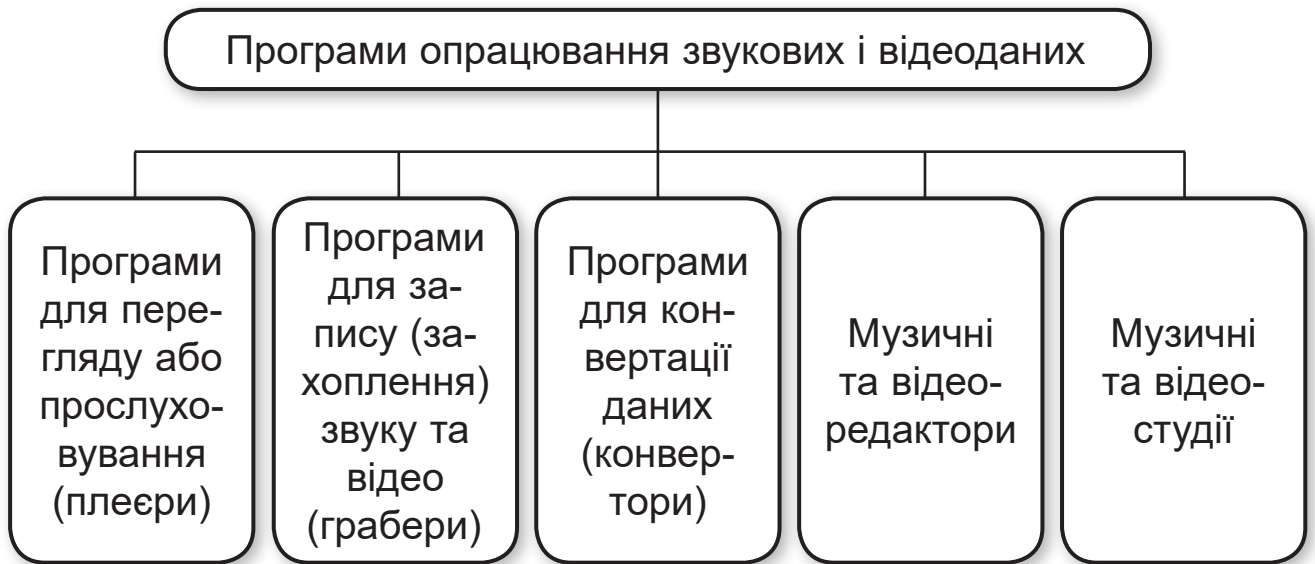 Програми опрацювання звукових і відеоданих
Програми
для пере-
гляду або
прослухо-
вування
(плеєри)
Програми
для за-
пису (за-
хоплення)
звуку та
відео
(грабери)
Програми
для кон-
вертації
даних
(конвер-
тори)
Музичні
та відео-
редактори
Музичні
та відео-
студії